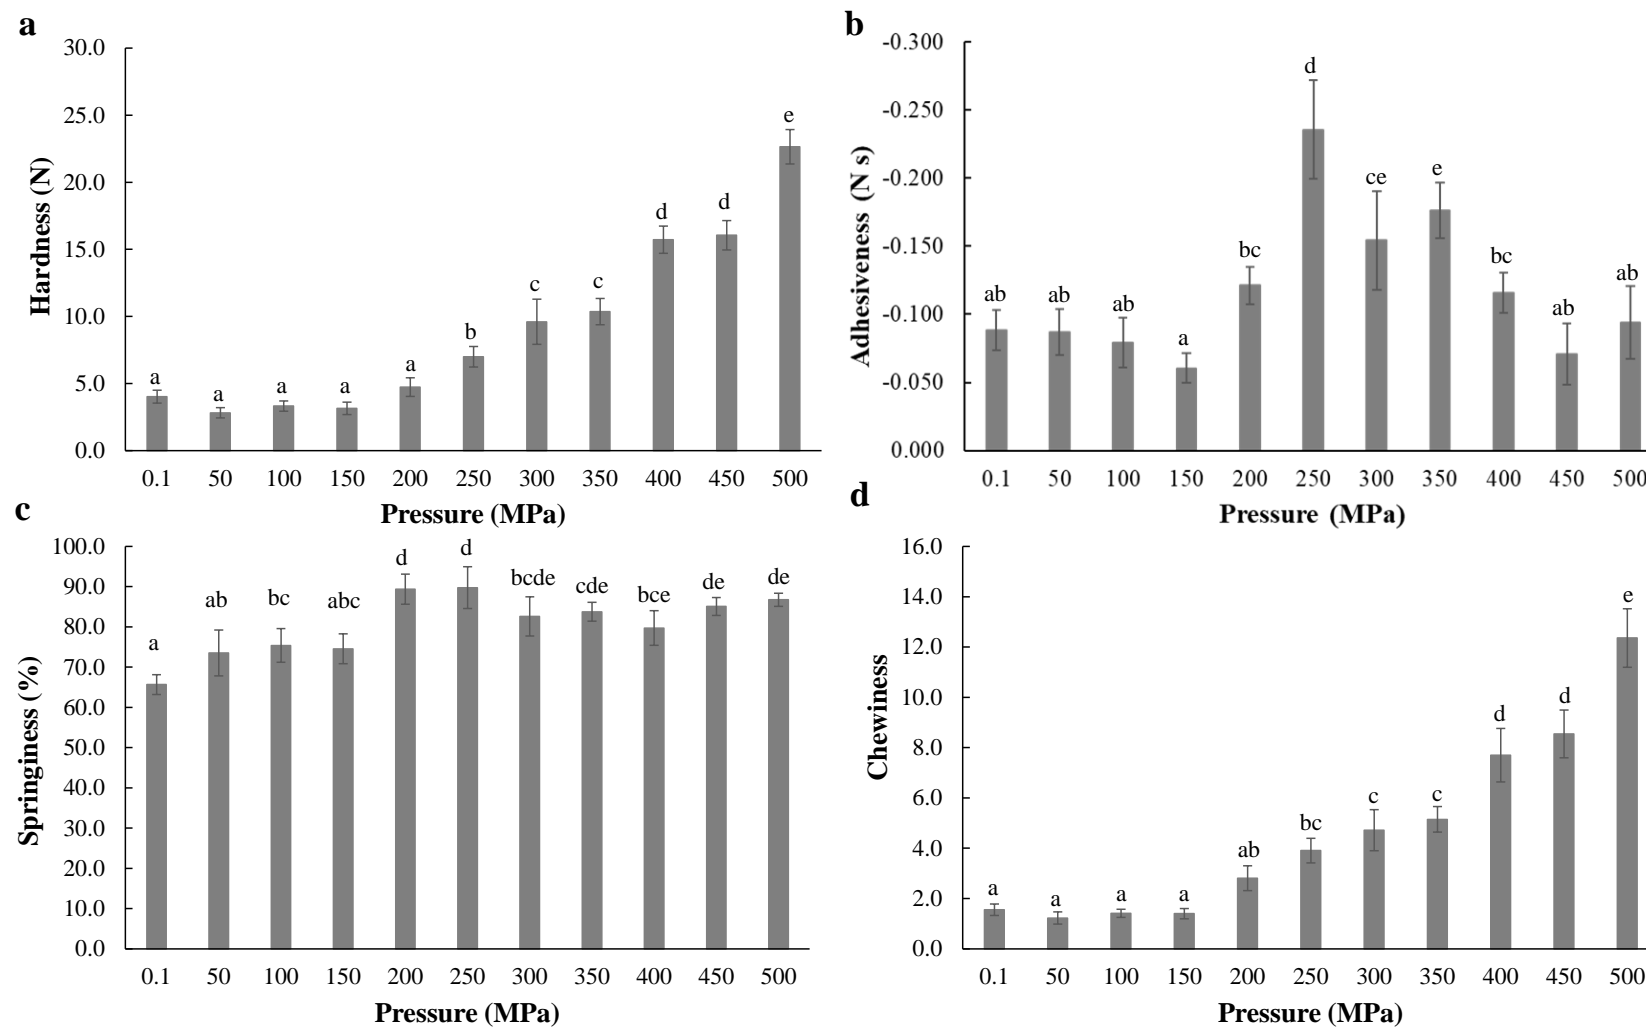 a
30.0
25.0
20.0
15.0
10.0
5.0
0.0
Hardness (N)
a a a a a b c c d d e
0.1 50 100 150 200 250 300 350 400 450 500
Pressure (MPa)
b
-0.300
-0.250
-0.200
-0.150
-0.100
-0.050
0.000
Adhesiveness (N s)
ab ab ab a bc d ce e bc ab ab
0.1 50 100 150 200 250 300 350 400 450 500
Pressure (MPa)
c
100.0
90.0
80.0
70.0
60.0
50.0
40.0
30.0
20.0
10.0
0.0
Springiness (%)
a ab bc abc d d bcde cde bce de de
0.1 50 100 150 200 250 300 350 400 450 500
Pressure (MPa)
d
16.0
14.0
12.0
10.0
8.0
6.0
4.0
2.0
0.0
Chewiness
a a a a ab bc c c d d e
0.1 50 100 150 200 250 300 350 400 450 500
Pressure (MPa)